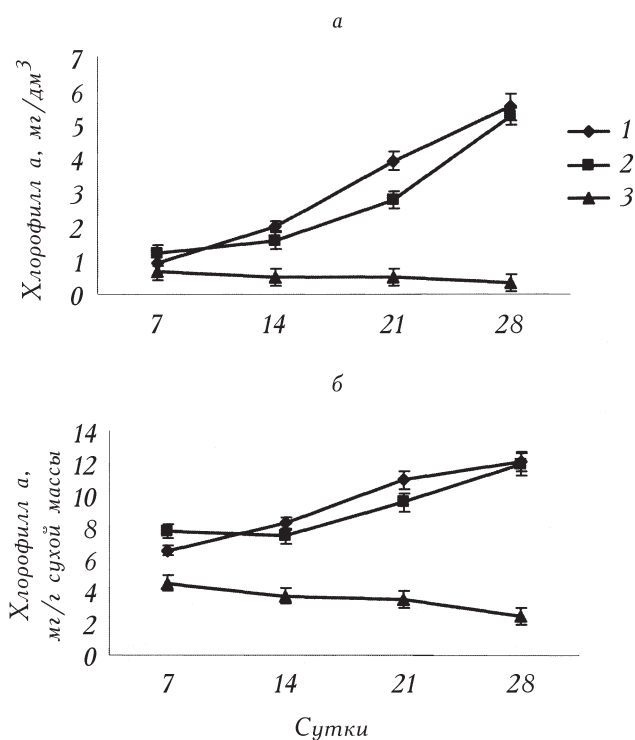 а
Хлорофилл а, мг/дм³
7
6
5
4
3
2
1
0
7 14 21 28
1
2
3
б
Хлорофилл а,
мг/г сухой массы
14
12
10
8
6
4
2
0
7 14 21 28
Сутки